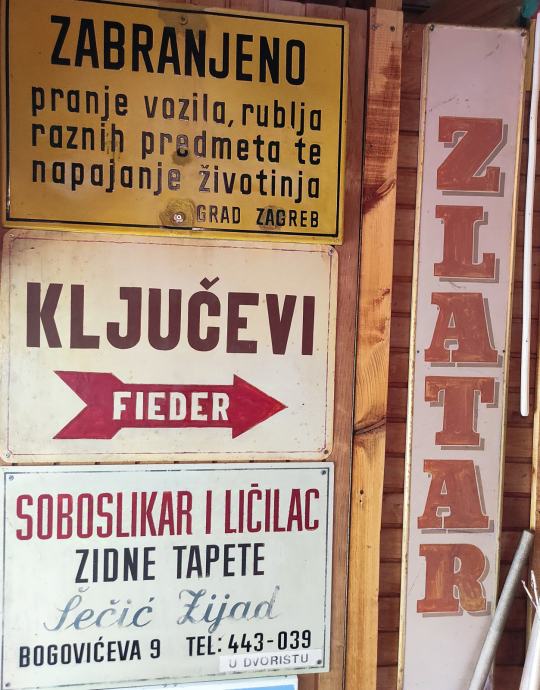 ZABRANJENO
pranje vozila, rublja
raznih predmeta te
napajanje životinja
GRAD ZAGREB
KLJUČEVI
FIEDER
SOBOSLIKAR I LIČILAC
ZIDNE TAPETE
Šečić Zijad
BOGOVIĆEVA 9 TEL: 443-039
U DVORIŠTU
ZLATAR